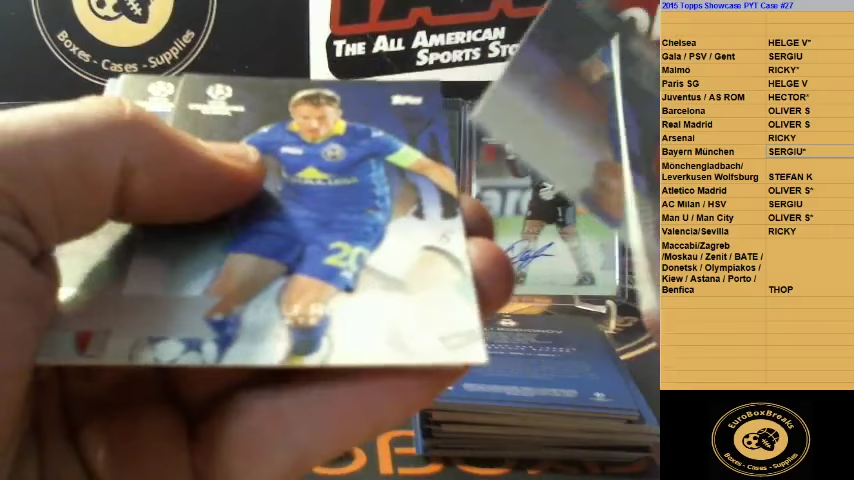 Boxes - Cases - Supplies
THE ALL AMERICAN
SPORTS STO
topps
20
2015 Topps Showcase PYT Case #27
Chelsea HELGE V*
Gala / PSV / Gent SERGIU
Malmö RICKY*
Paris SG HELGE V
Juventus / AS ROM HECTOR*
Barcelona OLIVER S
Real Madrid OLIVER S
Arsenal RICKY
Bayern München SERGIU*
Mönchengladbach/
Leverkusen Wolfsburg STEFAN K
Atletico Madrid OLIVER S*
AC Milan / HSV SERGIU
Man U / Man City OLIVER S*
Valencia/Sevilla RICKY
Maccabi/Zagreb
/Moskau / Zenit / BATE /
Donetsk / Olympiakos /
Kiew / Astana / Porto /
Benfica THOP
EuroBoxBreaks
Boxes - Cases - Supplies